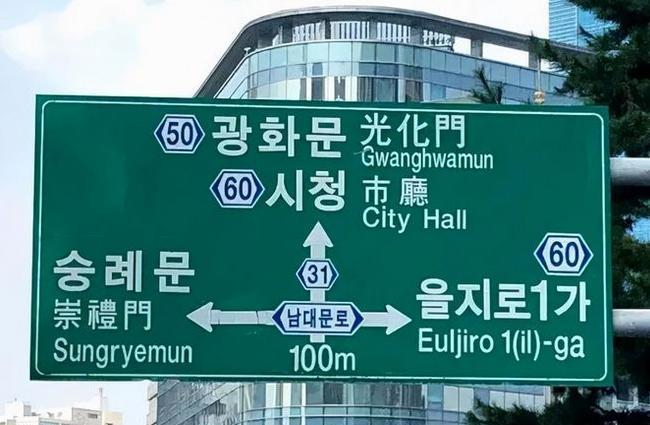 50 광화문 光化門
Gwanghwamun
60 시청 市廳
City Hall
숭례문
崇禮門
Sungryemun
31
남대문로
100m
60
을지로1가
Euljiro 1(il)-ga